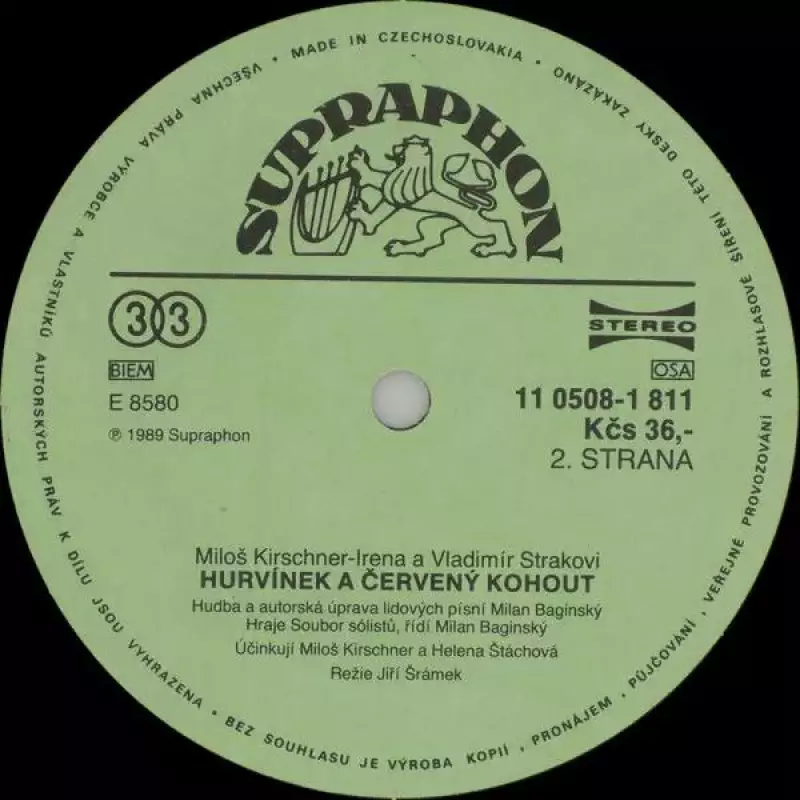 MADE IN CZECHOSLOVAKIA • VŠECHNA PRÁVA VÝROBCE A VLASTNÍKŮ AUTORSKÝCH PRÁV K DÍLU JSOU VYHRAZENA • BEZ SOUHLASU JE VÝROBA KOPIÍ , PRONÁJEM , PŮJČOVÁNÍ , VEŘEJNÉ PROVOZOVÁNÍ A ROZHLASOVÉ ŠÍŘENÍ TÉTO DESKY ZAKÁZÁNO •
SUPRAPHON
33
STEREO
BIEM
OSA
E 8580
11 0508-1 811
℗ 1989 Supraphon
Kčs 36,-
2. STRANA
Miloš Kirschner-Irena a Vladimír Strakovi
HURVÍNEK A ČERVENÝ KOHOUT
Hudba a autorská úprava lidových písní Milan Bagínský
Hraje Soubor sólistů, řídí Milan Baginský
Účinkují Miloš Kirschner a Helena Štáchová
Režie Jiří Šrámek